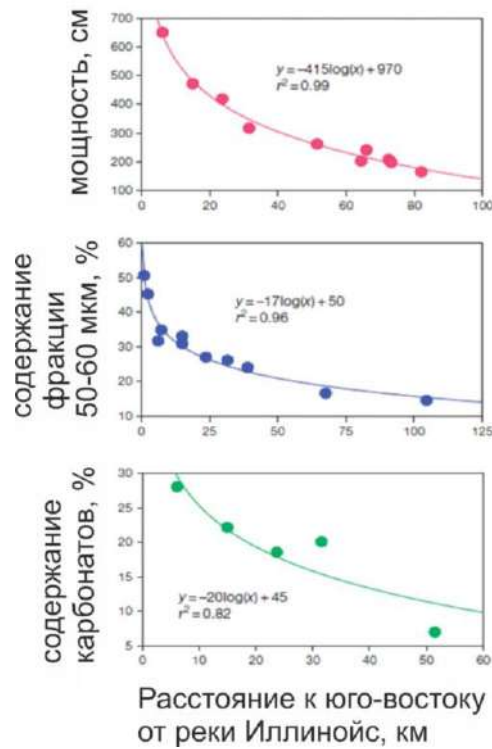 мощность, см
700
600
500
400
300
200
100
y=–415log(x)+970
r²=0.99
0 20 40 60 80 100
содержание
фракции
50-60 мкм, %
60
50
40
30
20
10
y=–17log(x)+50
r²=0.96
0 25 50 75 100 125
содержание
карбонатов, %
30
25
20
15
10
5
y=–20log(x)+45
r²=0.82
0 10 20 30 40 50 60
Расстояние к юго-востоку
от реки Иллинойс, км